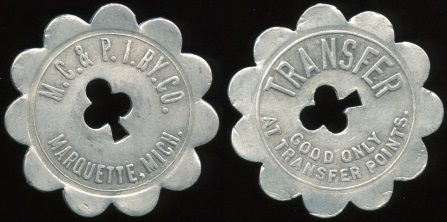 M.C. & P.I. RY. CO.
MARQUETTE, MICH.
TRANSFER
GOOD ONLY
AT TRANSFER POINTS.